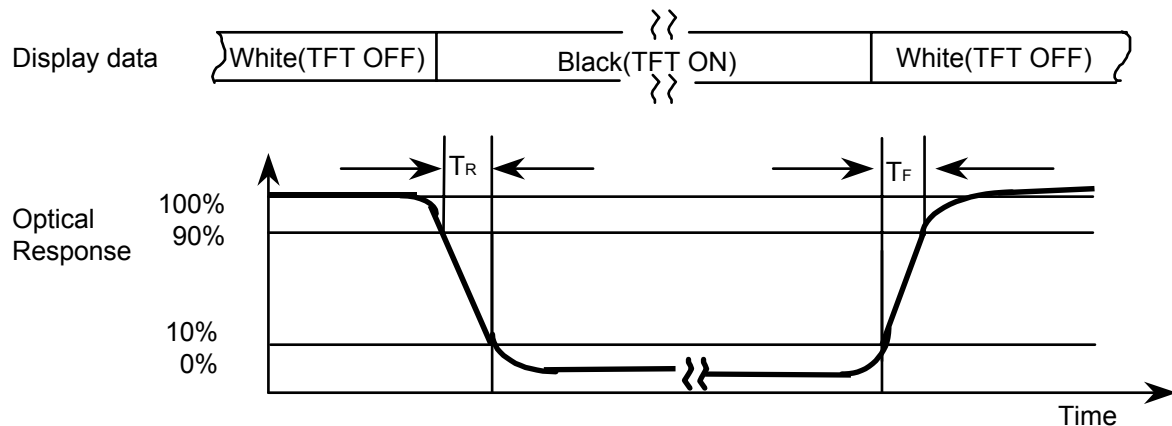 Display data White(TFT OFF) Black(TFT ON) White(TFT OFF)
TR TF
100%
Optical
Response
90%
10%
0%
Time